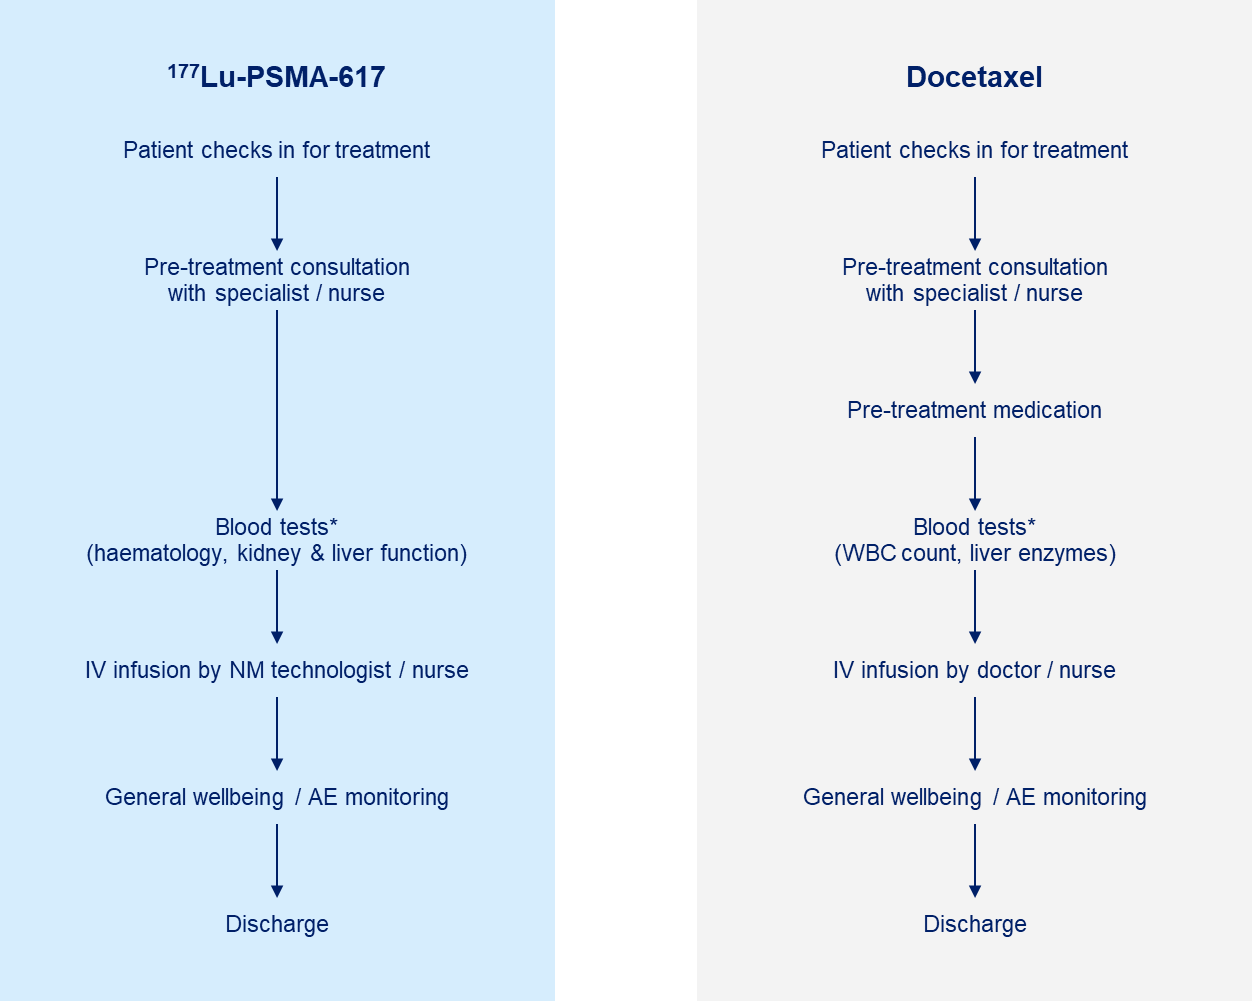 ¹⁷⁷Lu-PSMA-617
Patient checks in for treatment
Pre-treatment consultation
with specialist / nurse
Blood tests*
(haematology, kidney & liver function)
IV infusion by NM technologist / nurse
General wellbeing / AE monitoring
Discharge
Docetaxel
Patient checks in for treatment
Pre-treatment consultation
with specialist / nurse
Pre-treatment medication
Blood tests*
(WBC count, liver enzymes)
IV infusion by doctor / nurse
General wellbeing / AE monitoring
Discharge